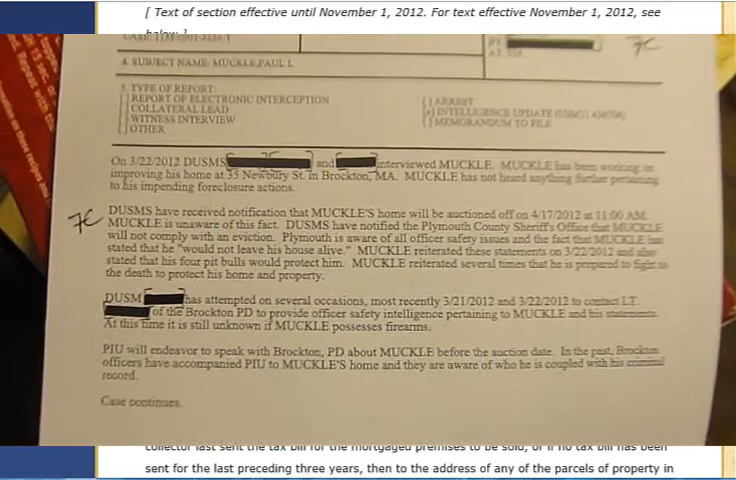 [ Text of section effective until November 1, 2012. For text effective November 1, 2012, see
below.]
7C
4. SUBJECT NAME: MUCKLE, PAUL L
5. TYPE OF REPORT:
[ ] REPORT OF ELECTRONIC INTERCEPTION
[ ] COLLATERAL LEAD
[ ] WITNESS INTERVIEW
[ ] OTHER
[ ] ARREST
[x] INTELLIGENCE UPDATE
[ ] MEMORANDUM TO FILE
On 3/22/2012 DUSMS and interviewed MUCKLE. MUCKLE has been working on
improving his home at 35 Newbury St. in Brockton, MA. MUCKLE has not heard anything further pertaining
to his impending foreclosure actions.
7C
DUSMS have received notification that MUCKLE'S home will be auctioned off on 4/17/2012 at 11:00 AM.
MUCKLE is unaware of this fact. DUSMS have notified the Plymouth County Sheriff's Office that MUCKLE
will not comply with an eviction. Plymouth is aware of all officer safety issues and the fact that MUCKLE has
stated that he "would not leave his house alive." MUCKLE reiterated these statements on 3/22/2012 and also
stated that his four pit bulls would protect him. MUCKLE reiterated several times that he is prepared to fight to
the death to protect his home and property.
DUSM has attempted on several occasions, most recently 3/21/2012 and 3/22/2012 to contact LT.
of the Brockton PD to provide officer safety intelligence pertaining to MUCKLE and his statements.
At this time it is still unknown if MUCKLE possesses firearms.
PIU will endeavor to speak with Brockton, PD about MUCKLE before the auction date. In the past, Brockton
officers have accompanied PIU to MUCKLE'S home and they are aware of who he is coupled with his criminal
record.
Case continues.
collector last sent the tax bill for the mortgaged premises to be sold, or if no tax bill has been
sent for the last preceding three years, then to the address of any of the parcels of property in